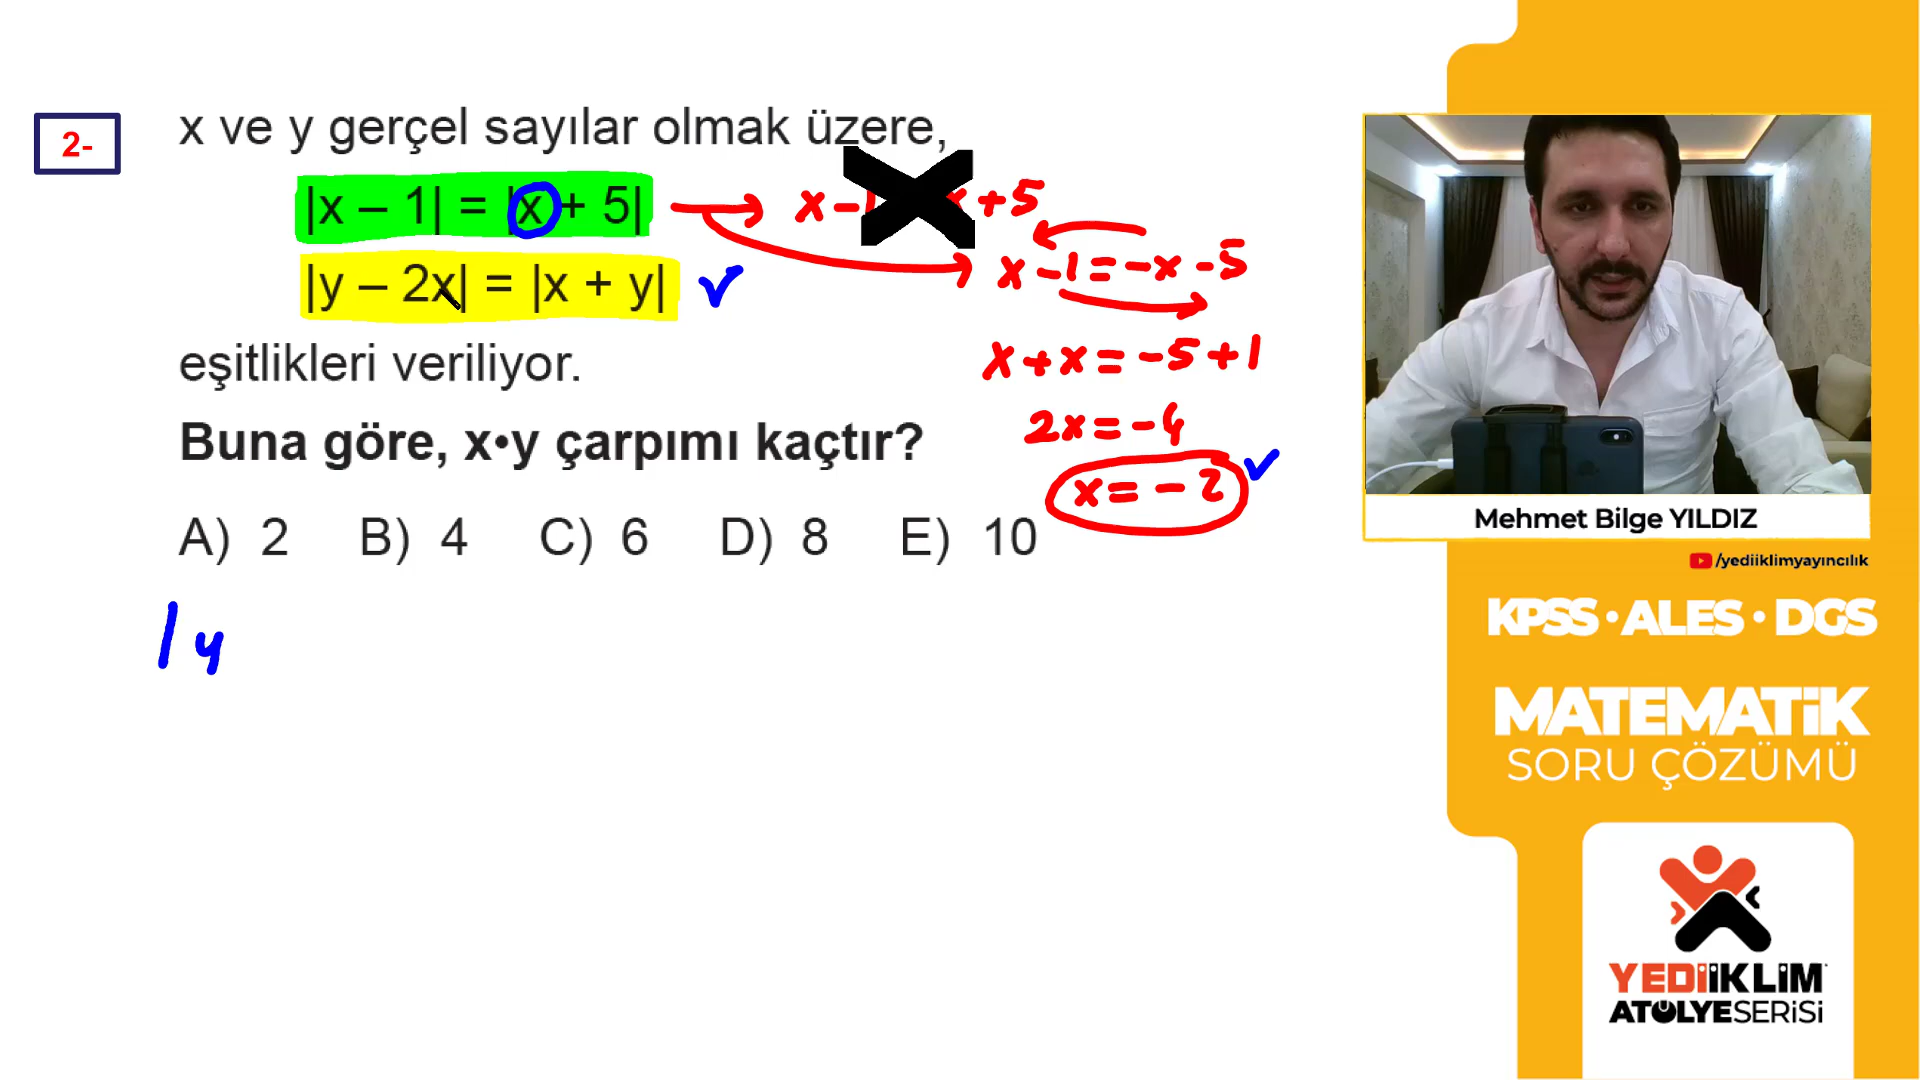 2-
x ve y gerçel sayılar olmak üzere,
|x – 1| = |x + 5|
x - x + 5
|y – 2x| = |x + y|
x - 1 = -x - 5
eşitlikleri veriliyor.
x + x = -5 + 1
Buna göre, x•y çarpımı kaçtır?
2x = -4
x = -2
A) 2 B) 4 C) 6 D) 8 E) 10
|y
Mehmet Bilge YILDIZ
/yediiklimyayıncılık
KPSS • ALES • DGS
MATEMATİK
SORU ÇÖZÜMÜ
YEDİİKLİM
ATÖLYESERİSİ